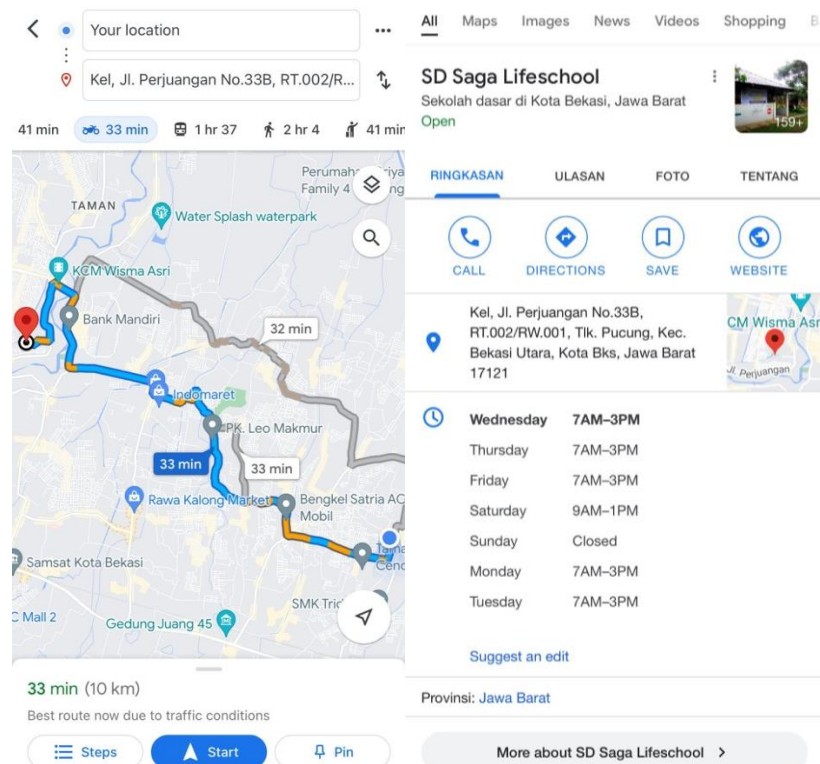 Your location
Kel, Jl. Perjuangan No.33B, RT.002/R...
41 min
33 min
1 hr 37
2 hr 4
41 min
Perumaha
Family 4
TAMAN
Water Splash waterpark
KCM Wisma Asri
Bank Mandiri
32 min
Indomaret
PK. Leo Makmur
33 min
33 min
Rawa Kalong Market
Bengkel Satria AC
Mobil
Samsat Kota Bekasi
SMK
C Mall 2
Gedung Juang 45
33 min (10 km)
Best route now due to traffic conditions
Steps
Start
Pin
All
Maps
Images
News
Videos
Shopping
SD Saga Lifeschool
Sekolah dasar di Kota Bekasi, Jawa Barat
Open
159+
RINGKASAN
ULASAN
FOTO
TENTANG
CALL
DIRECTIONS
SAVE
WEBSITE
Kel, Jl. Perjuangan No.33B,
RT.002/RW.001, Tlk. Pucung, Kec.
Bekasi Utara, Kota Bks, Jawa Barat
17121
CM Wisma Asr
Jl. Perjuangan
Wednesday 7AM–3PM
Thursday 7AM–3PM
Friday 7AM–3PM
Saturday 9AM–1PM
Sunday Closed
Monday 7AM–3PM
Tuesday 7AM–3PM
Suggest an edit
Provinsi: Jawa Barat
More about SD Saga Lifeschool